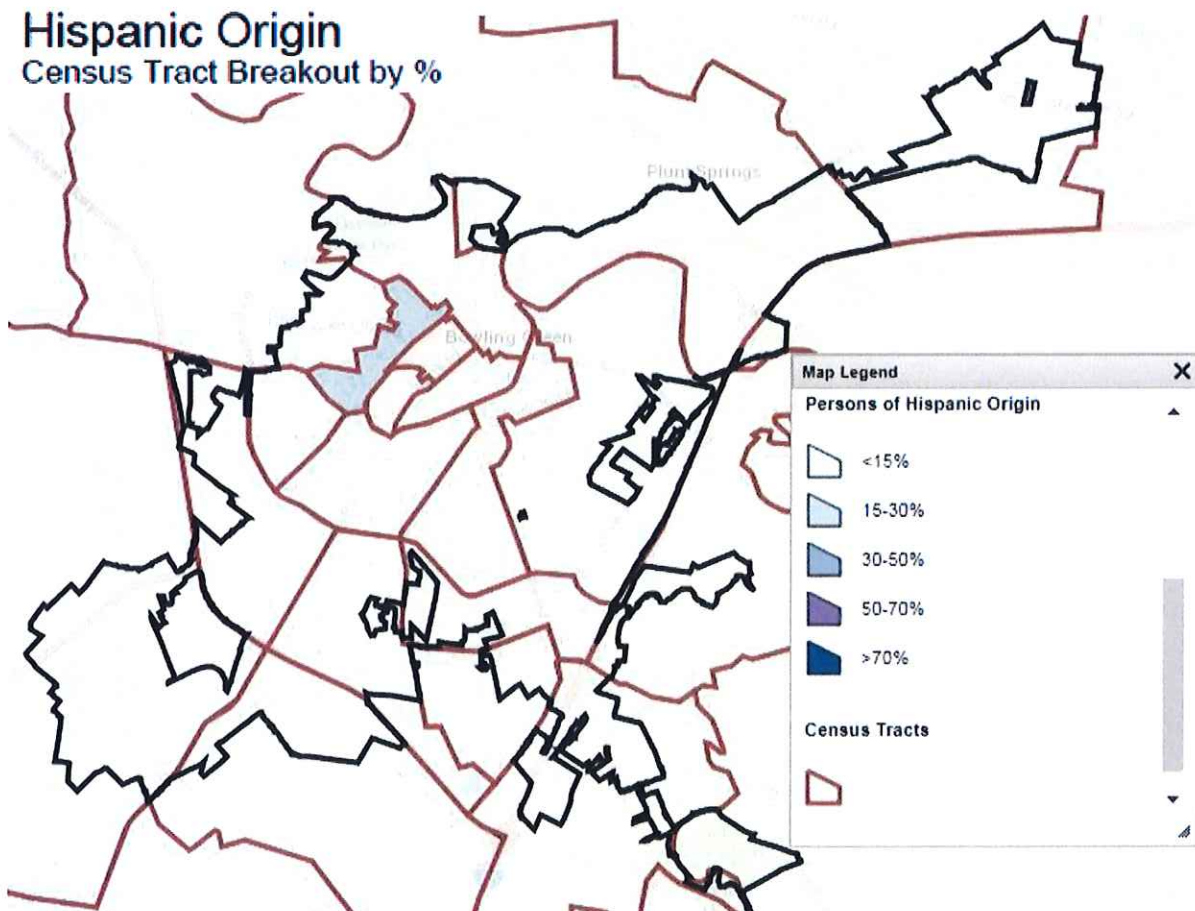 Hispanic Origin
Census Tract Breakout by %
Plum Springs
Bowling Green
Map Legend
Persons of Hispanic Origin
<15%
15-30%
30-50%
50-70%
>70%
Census Tracts